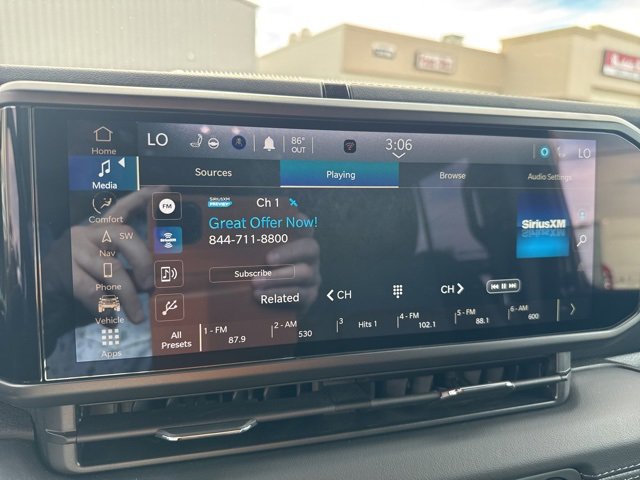 LO 86° OUT 3:06 LO
Home
Media
Comfort
SW
Nav
Phone
Vehicle
Apps
Sources Playing Browse Audio Settings
FM
SIRIUSXM PREVIEW Ch 1
Great Offer Now!
844-711-8800
Subscribe
Related
CH CH
SiriusXM
All Presets
1 - FM 87.9
2 - AM 530
3 Hits 1
4 - FM 102.1
5 - FM 88.1
6 - AM 600